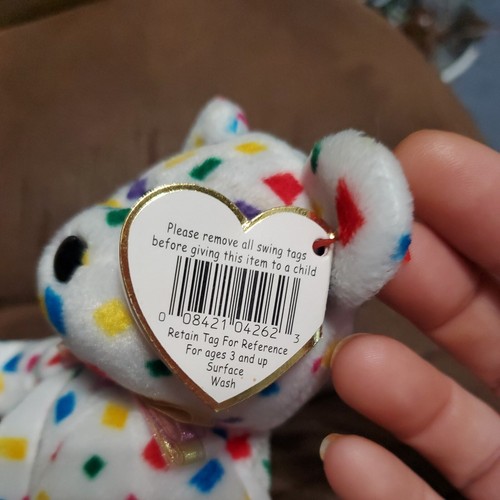 Please remove all swing tags
before giving this item to a child
0 08421 04262 3
Retain Tag For Reference
For ages 3 and up
Surface
Wash